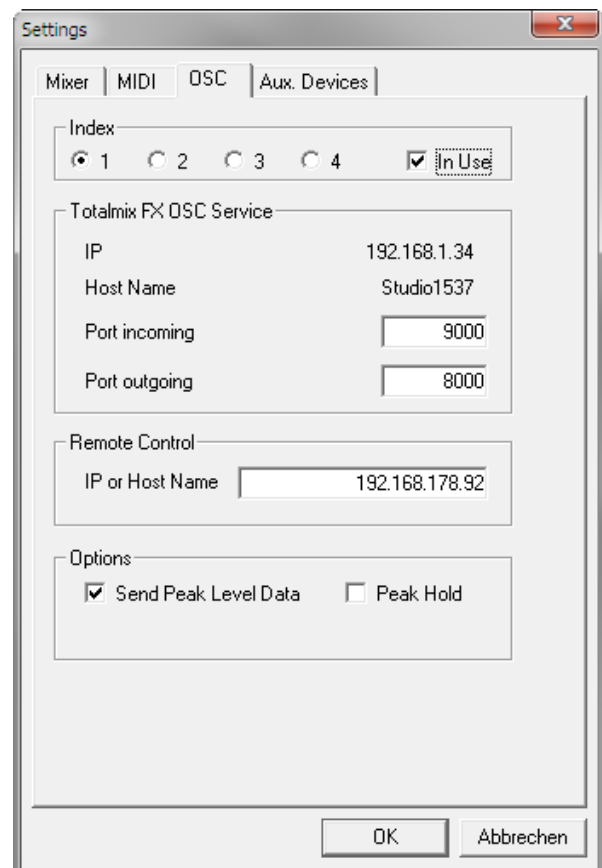 Settings
Mixer MIDI OSC Aux. Devices
Index
1 2 3 4 In Use
Totalmix FX OSC Service
IP 192.168.1.34
Host Name Studio1537
Port incoming 9000
Port outgoing 8000
Remote Control
IP or Host Name 192.168.178.92
Options
Send Peak Level Data Peak Hold
OK Abbrechen